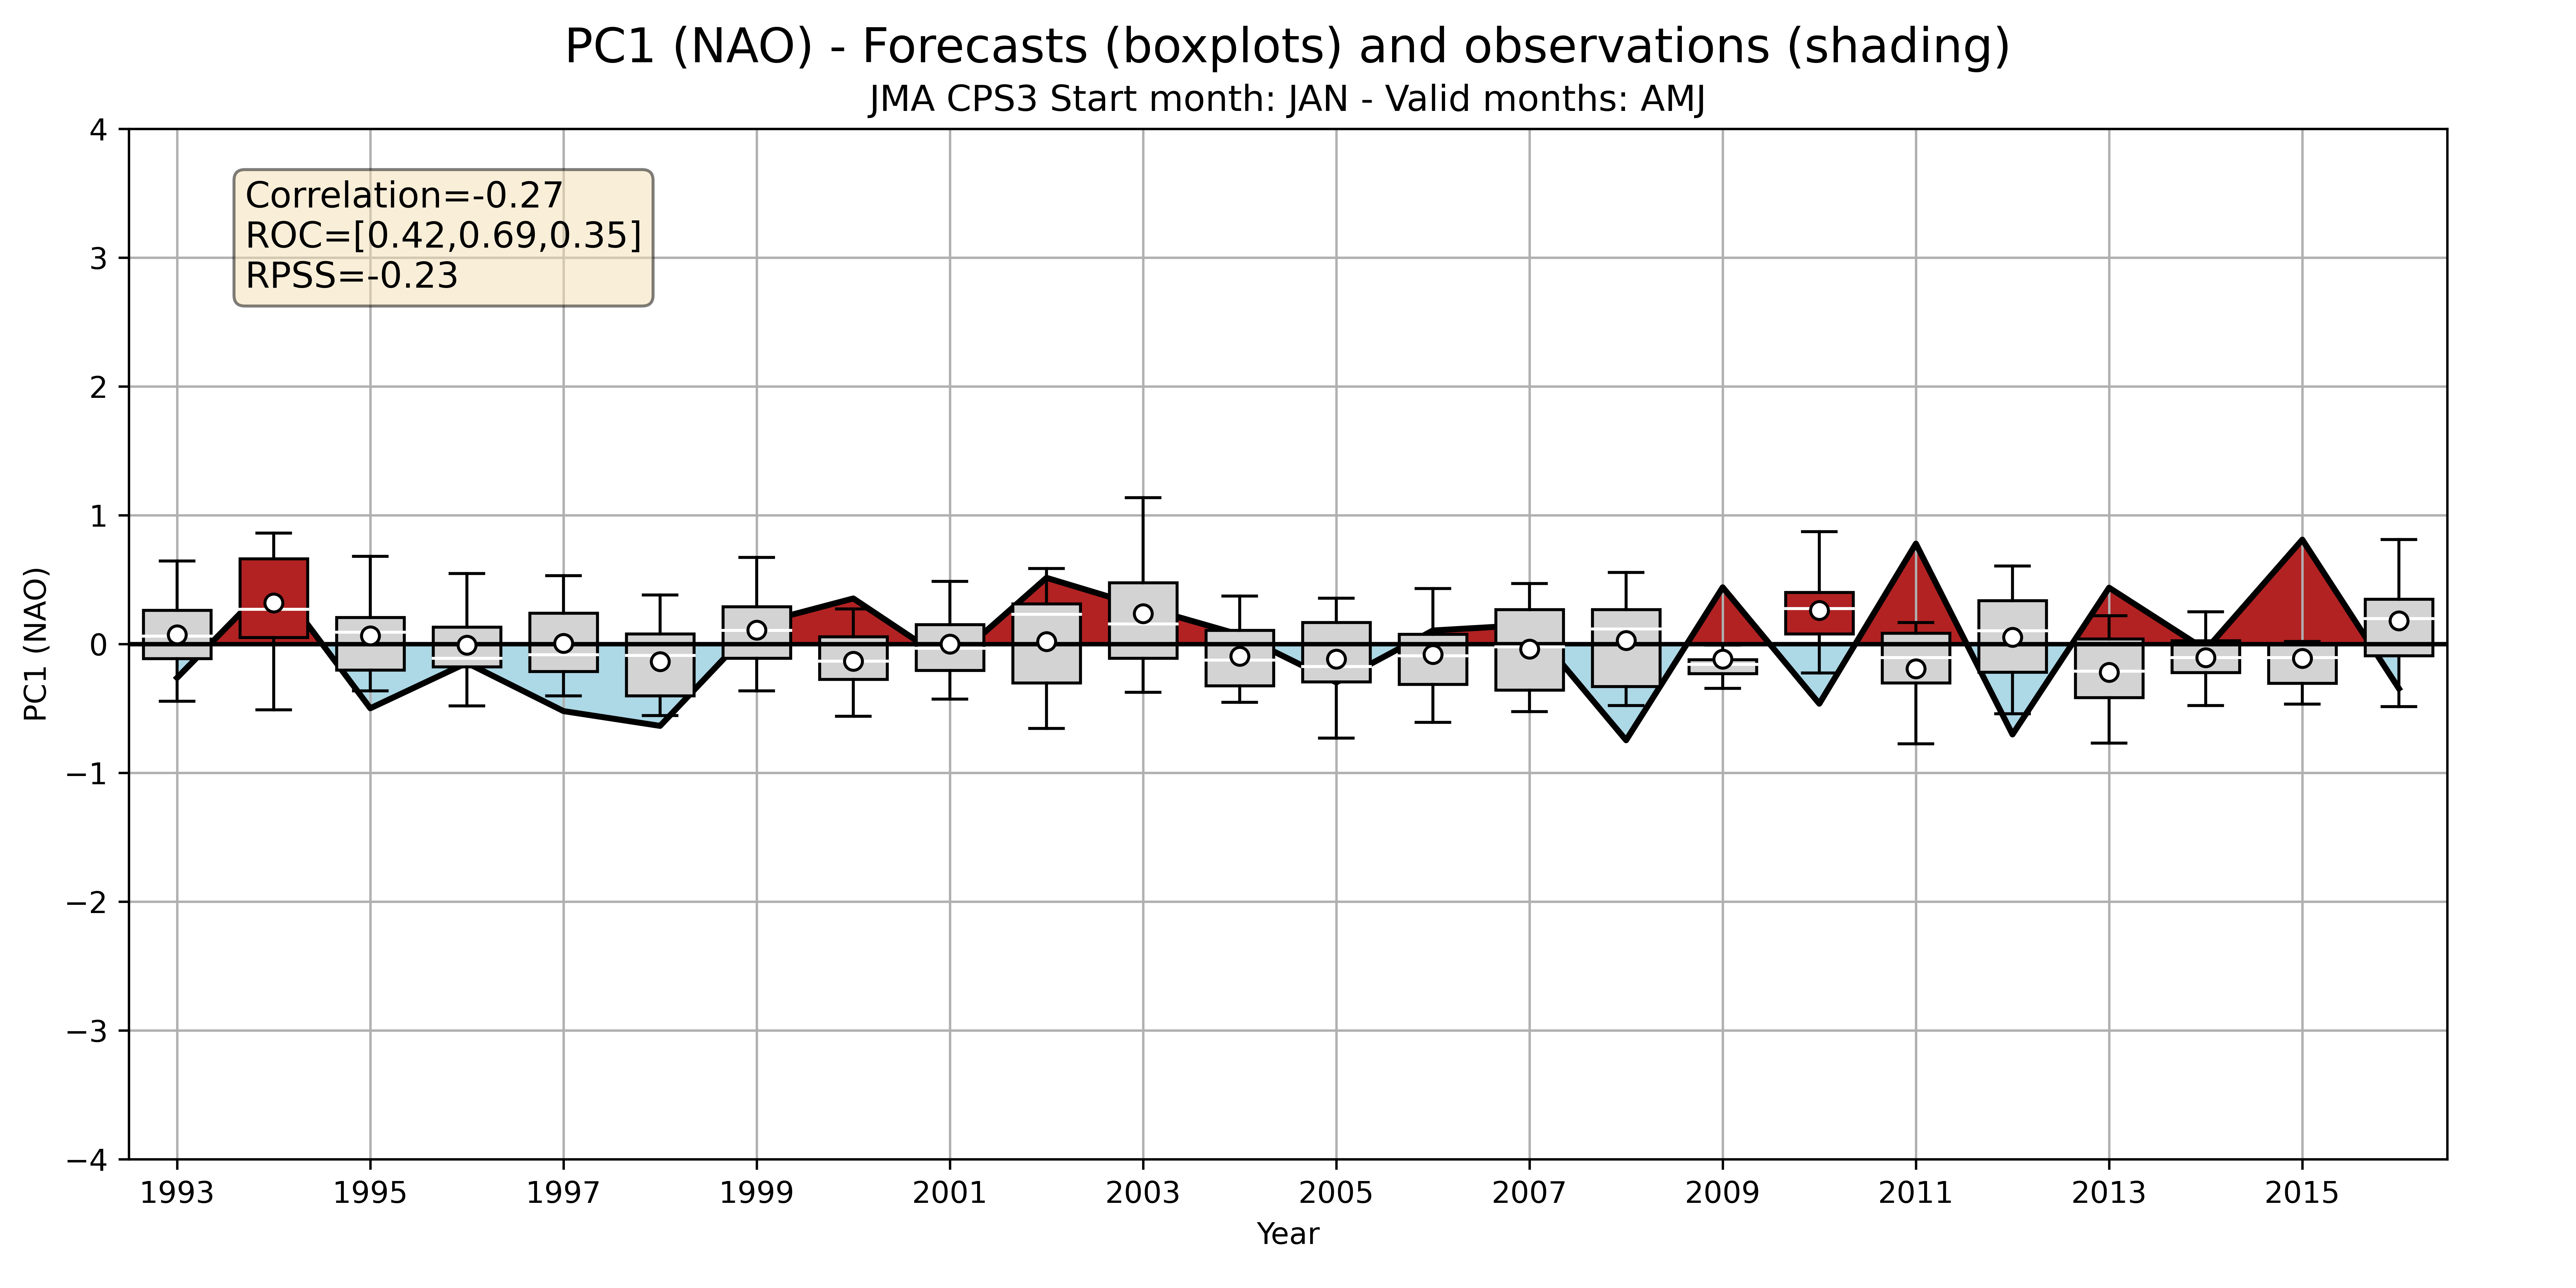 PC1 (NAO) - Forecasts (boxplots) and observations (shading)
JMA CPS3 Start month: JAN - Valid months: AMJ
Correlation=-0.27
ROC=[0.42,0.69,0.35]
RPSS=-0.23
PC1 (NAO)
4
3
2
1
0
−1
−2
−3
−4
1993 1995 1997 1999 2001 2003 2005 2007 2009 2011 2013 2015
Year